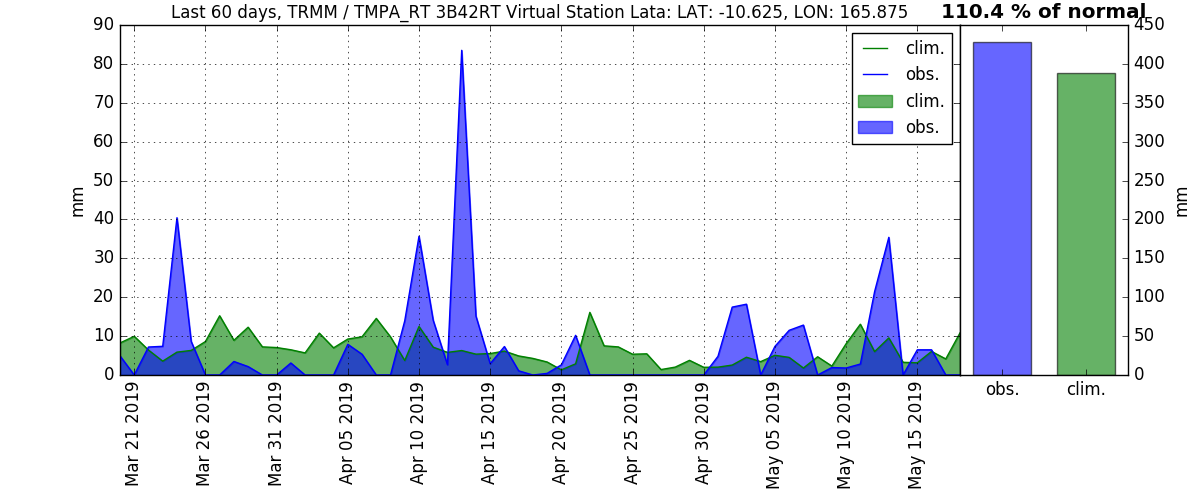 Last 60 days, TRMM / TMPA_RT 3B42RT Virtual Station Lata: LAT: -10.625, LON: 165.875
110.4 % of normal
90
80
70
60
50
40
30
20
10
0
mm
clim.
obs.
clim.
obs.
450
400
350
300
250
200
150
100
50
0
mm
Mar 21 2019
Mar 26 2019
Mar 31 2019
Apr 05 2019
Apr 10 2019
Apr 15 2019
Apr 20 2019
Apr 25 2019
Apr 30 2019
May 05 2019
May 10 2019
May 15 2019
obs.
clim.